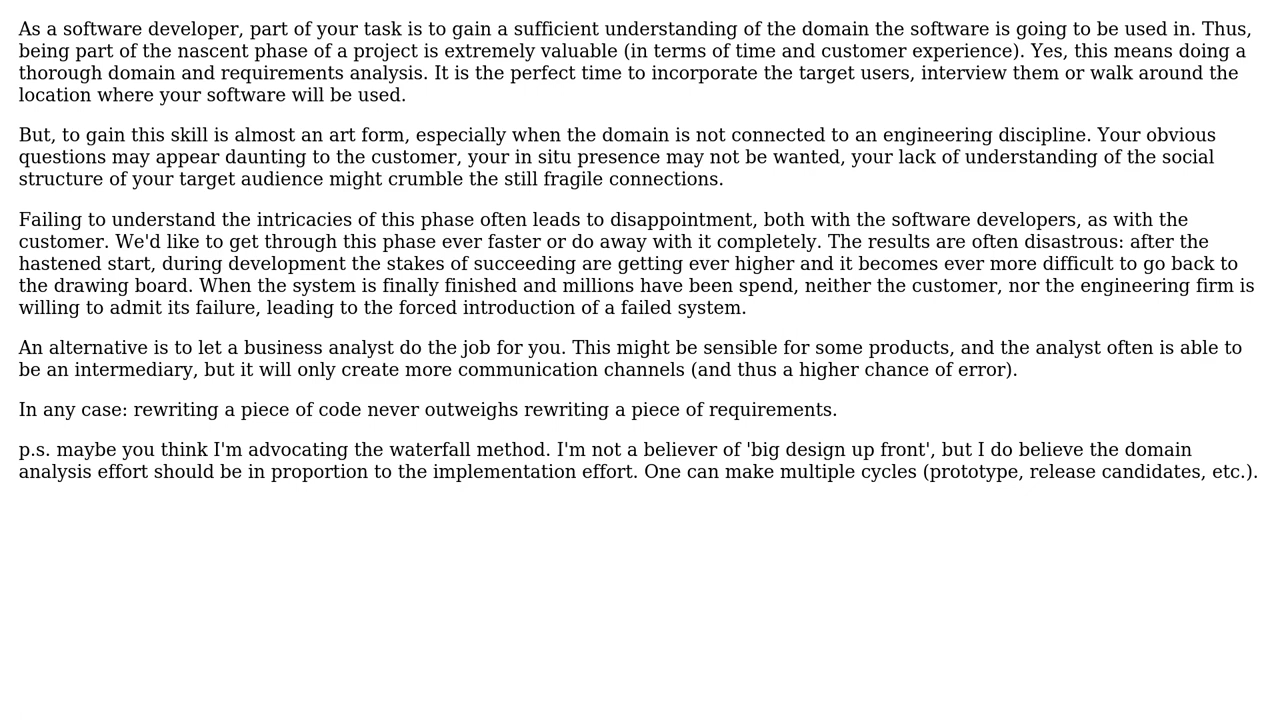 As a software developer, part of your task is to gain a sufficient understanding of the domain the software is going to be used in. Thus,
being part of the nascent phase of a project is extremely valuable (in terms of time and customer experience). Yes, this means doing a
thorough domain and requirements analysis. It is the perfect time to incorporate the target users, interview them or walk around the
location where your software will be used.
But, to gain this skill is almost an art form, especially when the domain is not connected to an engineering discipline. Your obvious
questions may appear daunting to the customer, your in situ presence may not be wanted, your lack of understanding of the social
structure of your target audience might crumble the still fragile connections.
Failing to understand the intricacies of this phase often leads to disappointment, both with the software developers, as with the
customer. We'd like to get through this phase ever faster or do away with it completely. The results are often disastrous: after the
hastened start, during development the stakes of succeeding are getting ever higher and it becomes ever more difficult to go back to
the drawing board. When the system is finally finished and millions have been spend, neither the customer, nor the engineering firm is
willing to admit its failure, leading to the forced introduction of a failed system.
An alternative is to let a business analyst do the job for you. This might be sensible for some products, and the analyst often is able to
be an intermediary, but it will only create more communication channels (and thus a higher chance of error).
In any case: rewriting a piece of code never outweighs rewriting a piece of requirements.
p.s. maybe you think I'm advocating the waterfall method. I'm not a believer of 'big design up front', but I do believe the domain
analysis effort should be in proportion to the implementation effort. One can make multiple cycles (prototype, release candidates, etc.).